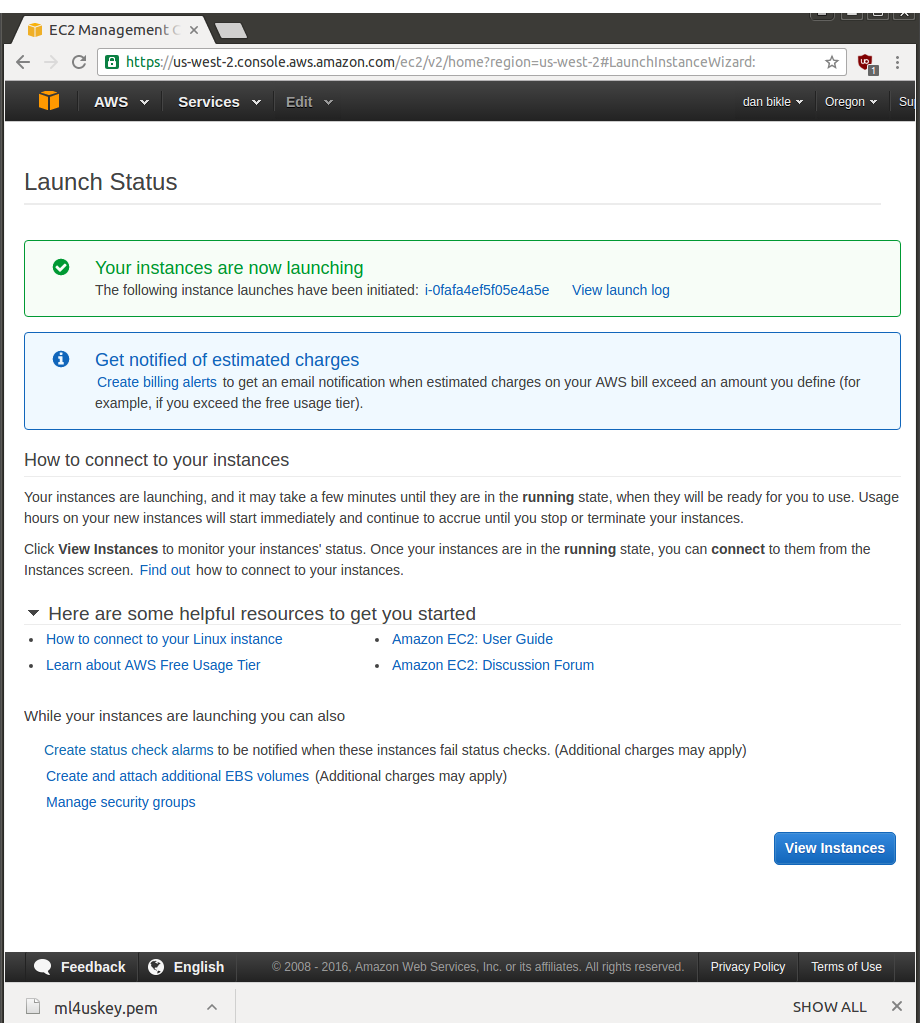 EC2 Management C
https://us-west-2.console.aws.amazon.com/ec2/v2/home?region=us-west-2#LaunchInstanceWizard:
1
AWS Services Edit dan bikle Oregon
Launch Status
Your instances are now launching
The following instance launches have been initiated: i-0fafa4ef5f05e4a5e View launch log
Get notified of estimated charges
Create billing alerts to get an email notification when estimated charges on your AWS bill exceed an amount you define (for
example, if you exceed the free usage tier).
How to connect to your instances
Your instances are launching, and it may take a few minutes until they are in the running state, when they will be ready for you to use. Usage
hours on your new instances will start immediately and continue to accrue until you stop or terminate your instances.
Click View Instances to monitor your instances' status. Once your instances are in the running state, you can connect to them from the
Instances screen. Find out how to connect to your instances.
Here are some helpful resources to get you started
• How to connect to your Linux instance • Amazon EC2: User Guide
• Learn about AWS Free Usage Tier • Amazon EC2: Discussion Forum
While your instances are launching you can also
Create status check alarms to be notified when these instances fail status checks. (Additional charges may apply)
Create and attach additional EBS volumes (Additional charges may apply)
Manage security groups
View Instances
Feedback English © 2008 - 2016, Amazon Web Services, Inc. or its affiliates. All rights reserved. Privacy Policy Terms of Use
ml4uskey.pem SHOW ALL